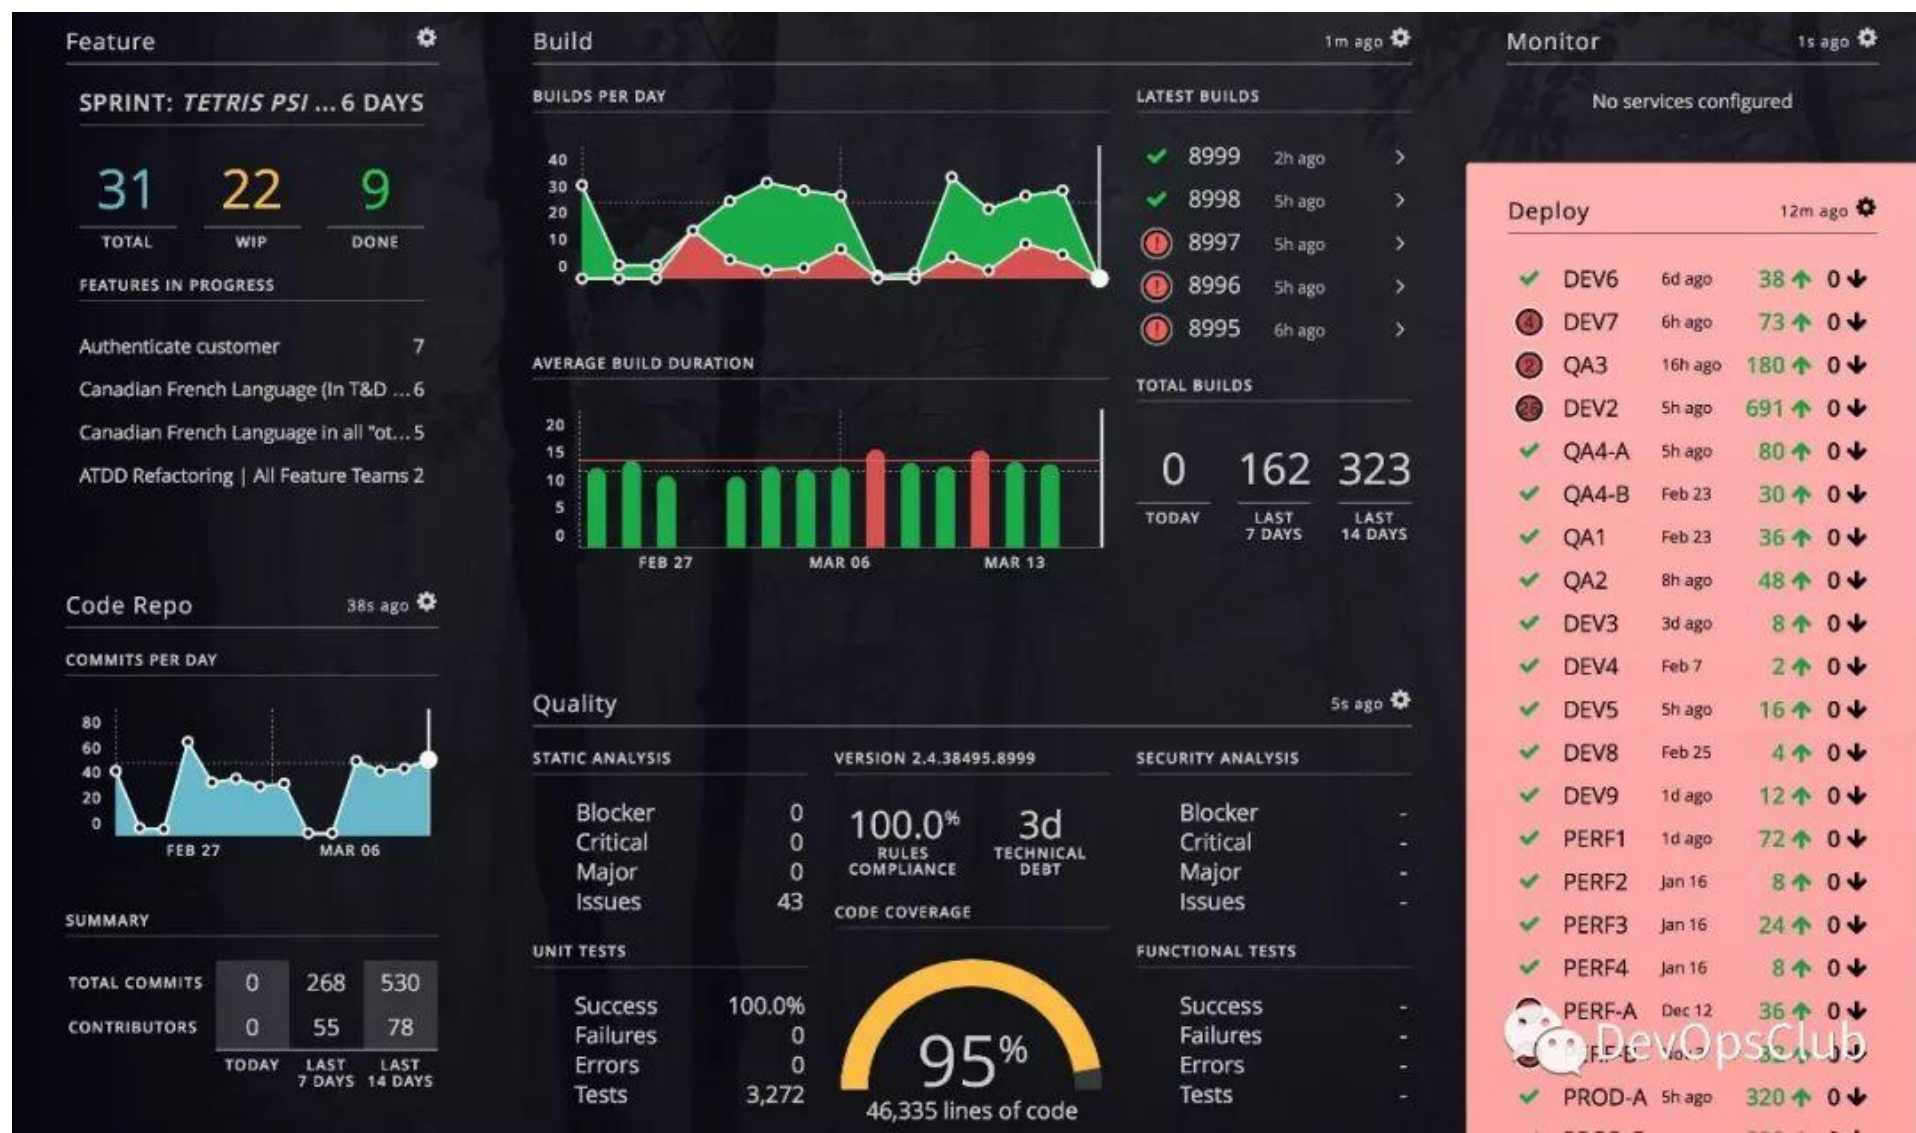 Feature
SPRINT: TETRIS PSI ... 6 DAYS
31 22 9
TOTAL WIP DONE
FEATURES IN PROGRESS
Authenticate customer 7
Canadian French Language (In T&D ...6
Canadian French Language in all "ot...5
ATDD Refactoring | All Feature Teams 2
Code Repo 38s ago
COMMITS PER DAY
80
60
40
20
0
FEB 27 MAR 06
SUMMARY
TOTAL COMMITS 0 268 530
CONTRIBUTORS 0 55 78
TODAY LAST 7 DAYS LAST 14 DAYS
Build 1m ago
BUILDS PER DAY
40
30
20
10
0
AVERAGE BUILD DURATION
20
15
10
5
0
FEB 27 MAR 06 MAR 13
LATEST BUILDS
8999 2h ago
8998 5h ago
8997 5h ago
8996 5h ago
8995 6h ago
TOTAL BUILDS
0 162 323
TODAY LAST 7 DAYS LAST 14 DAYS
Quality 5s ago
STATIC ANALYSIS
Blocker 0
Critical 0
Major 0
Issues 43
UNIT TESTS
Success 100.0%
Failures 0
Errors 0
Tests 3,272
VERSION 2.4.38495.8999
100.0% 3d
RULES COMPLIANCE TECHNICAL DEBT
CODE COVERAGE
95%
46,335 lines of code
SECURITY ANALYSIS
Blocker -
Critical -
Major -
Issues -
FUNCTIONAL TESTS
Success -
Failures -
Errors -
Tests -
Monitor 1s ago
No services configured
Deploy 12m ago
DEV6 6d ago 38 0
4 DEV7 6h ago 73 0
2 QA3 16h ago 180 0
26 DEV2 5h ago 691 0
QA4-A 5h ago 80 0
QA4-B Feb 23 30 0
QA1 Feb 23 36 0
QA2 8h ago 48 0
DEV3 3d ago 8 0
DEV4 Feb 7 2 0
DEV5 5h ago 16 0
DEV8 Feb 25 4 0
DEV9 1d ago 12 0
PERF1 1d ago 72 0
PERF2 Jan 16 8 0
PERF3 Jan 16 24 0
PERF4 Jan 16 8 0
PERF-A Dec 12 36 0
DevOpsClub
PROD-A 5h ago 320 0